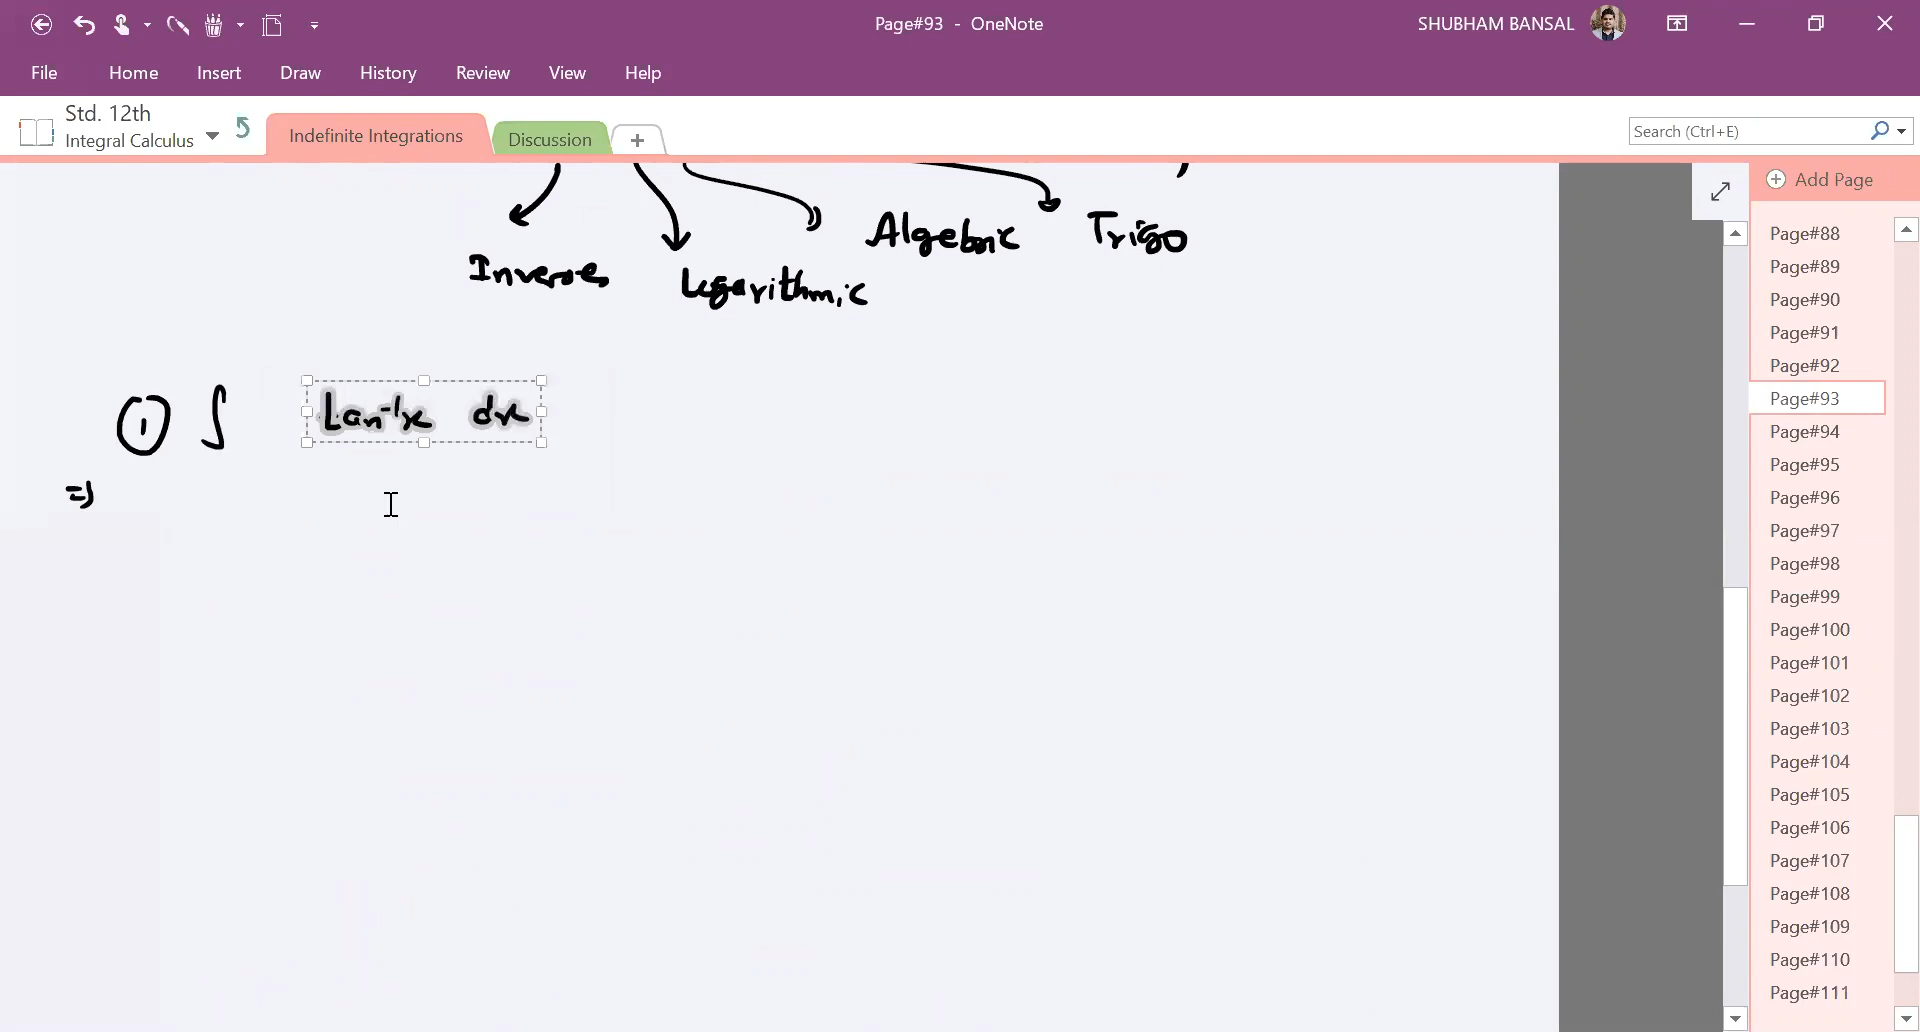 Page#93 - OneNote
SHUBHAM BANSAL
File Home Insert Draw History Review View Help
Std. 12th
Integral Calculus
Indefinite Integrations
Discussion
+
Search (Ctrl+E)
Add Page
Algebric Trigo
Inverse Logarithmic
① ∫ tan⁻¹x dx
⇒
Page#88
Page#89
Page#90
Page#91
Page#92
Page#93
Page#94
Page#95
Page#96
Page#97
Page#98
Page#99
Page#100
Page#101
Page#102
Page#103
Page#104
Page#105
Page#106
Page#107
Page#108
Page#109
Page#110
Page#111